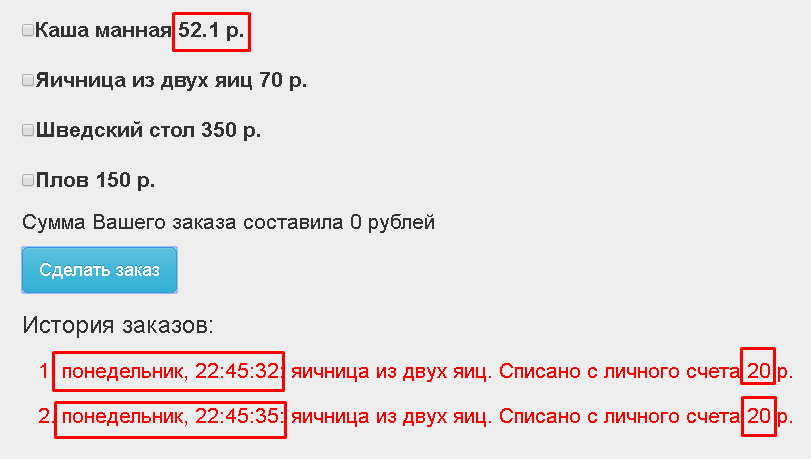 Каша манная 52.1 р.
Яичница из двух яиц 70 р.
Шведский стол 350 р.
Плов 150 р.
Сумма Вашего заказа составила 0 рублей
Сделать заказ
История заказов:
1. понедельник, 22:45:32: яичница из двух яиц. Списано с личного счета 20 р.
2. понедельник, 22:45:35: яичница из двух яиц. Списано с личного счета 20 р.